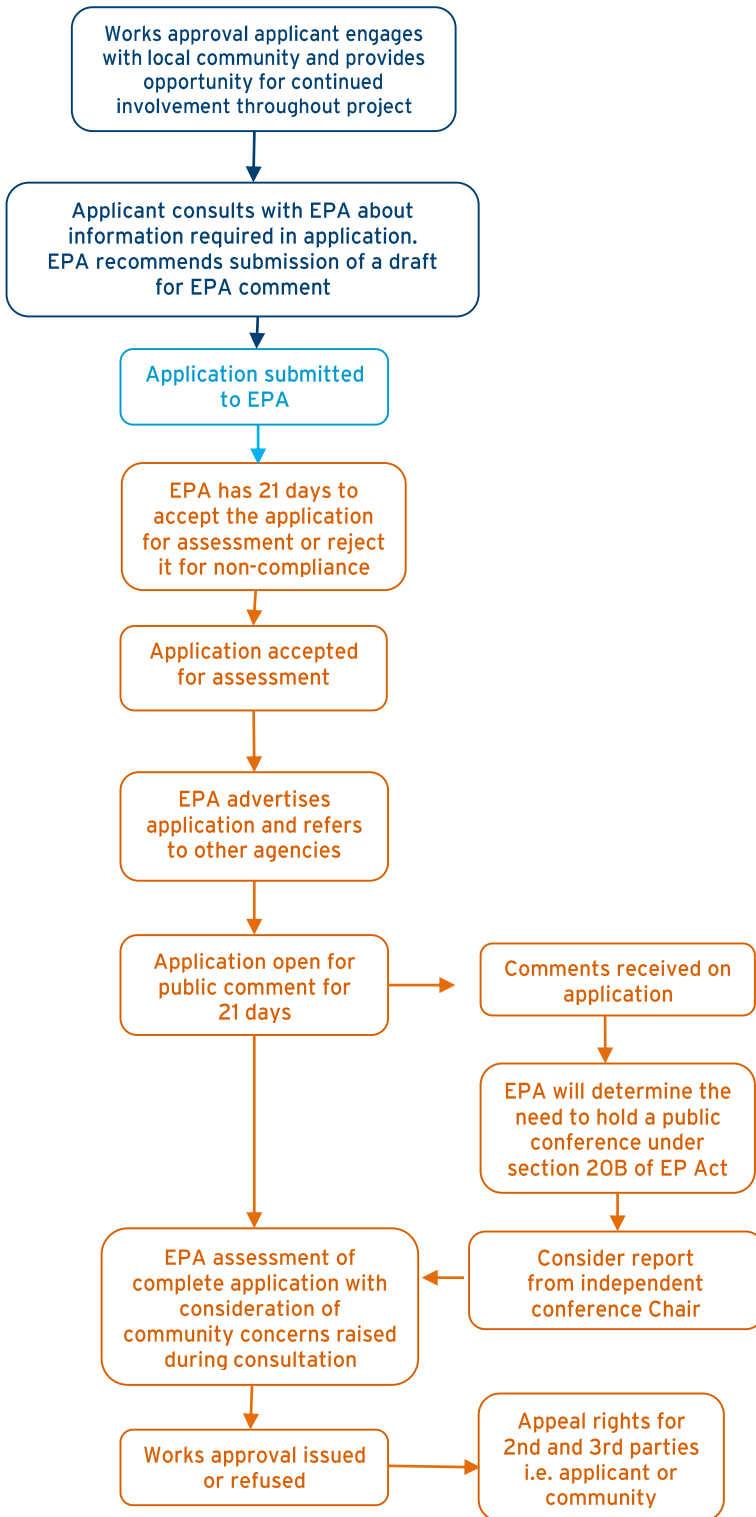 Works approval applicant engages
with local community and provides
opportunity for continued
involvement throughout project
Applicant consults with EPA about
information required in application.
EPA recommends submission of a draft
for EPA comment
Application submitted
to EPA
EPA has 21 days to
accept the application
for assessment or reject
it for non-compliance
Application accepted
for assessment
EPA advertises
application and refers
to other agencies
Application open for
public comment for
21 days
Comments received on
application
EPA will determine the
need to hold a public
conference under
section 20B of EP Act
Consider report
from independent
conference Chair
EPA assessment of
complete application with
consideration of
community concerns raised
during consultation
Works approval issued
or refused
Appeal rights for
2nd and 3rd parties
i.e. applicant or
community